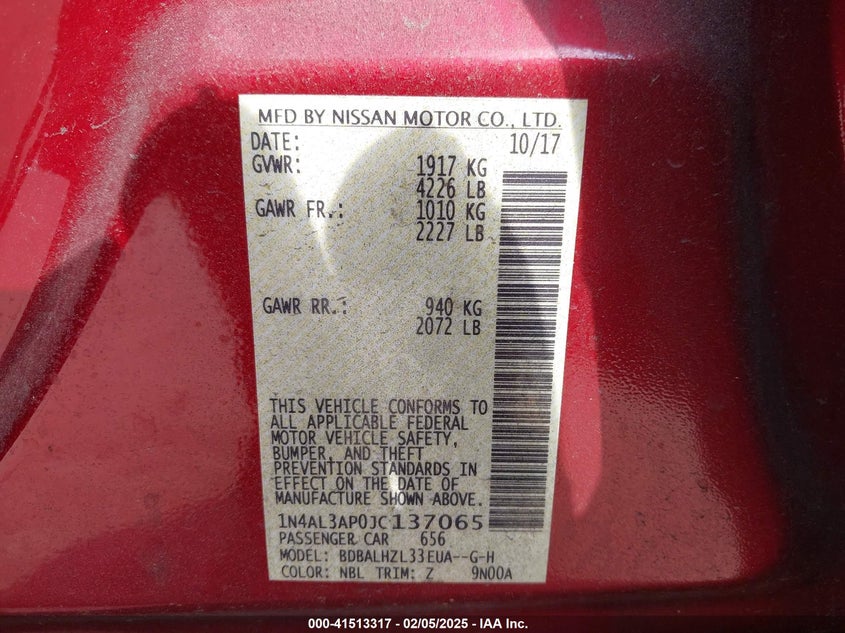 MFD BY NISSAN MOTOR CO., LTD.
DATE: 10/17
GVWR: 1917 KG
4226 LB
GAWR FR.: 1010 KG
2227 LB
GAWR RR.: 940 KG
2072 LB
THIS VEHICLE CONFORMS TO
ALL APPLICABLE FEDERAL
MOTOR VEHICLE SAFETY,
BUMPER, AND THEFT
PREVENTION STANDARDS IN
EFFECT ON THE DATE OF
MANUFACTURE SHOWN ABOVE.
1N4AL3AP0JC137065
PASSENGER CAR 656
MODEL: BDBALHZL33EUA--G-H
COLOR: NBL TRIM: Z 9N00A
000-41513317 - 02/05/2025 - IAA Inc.